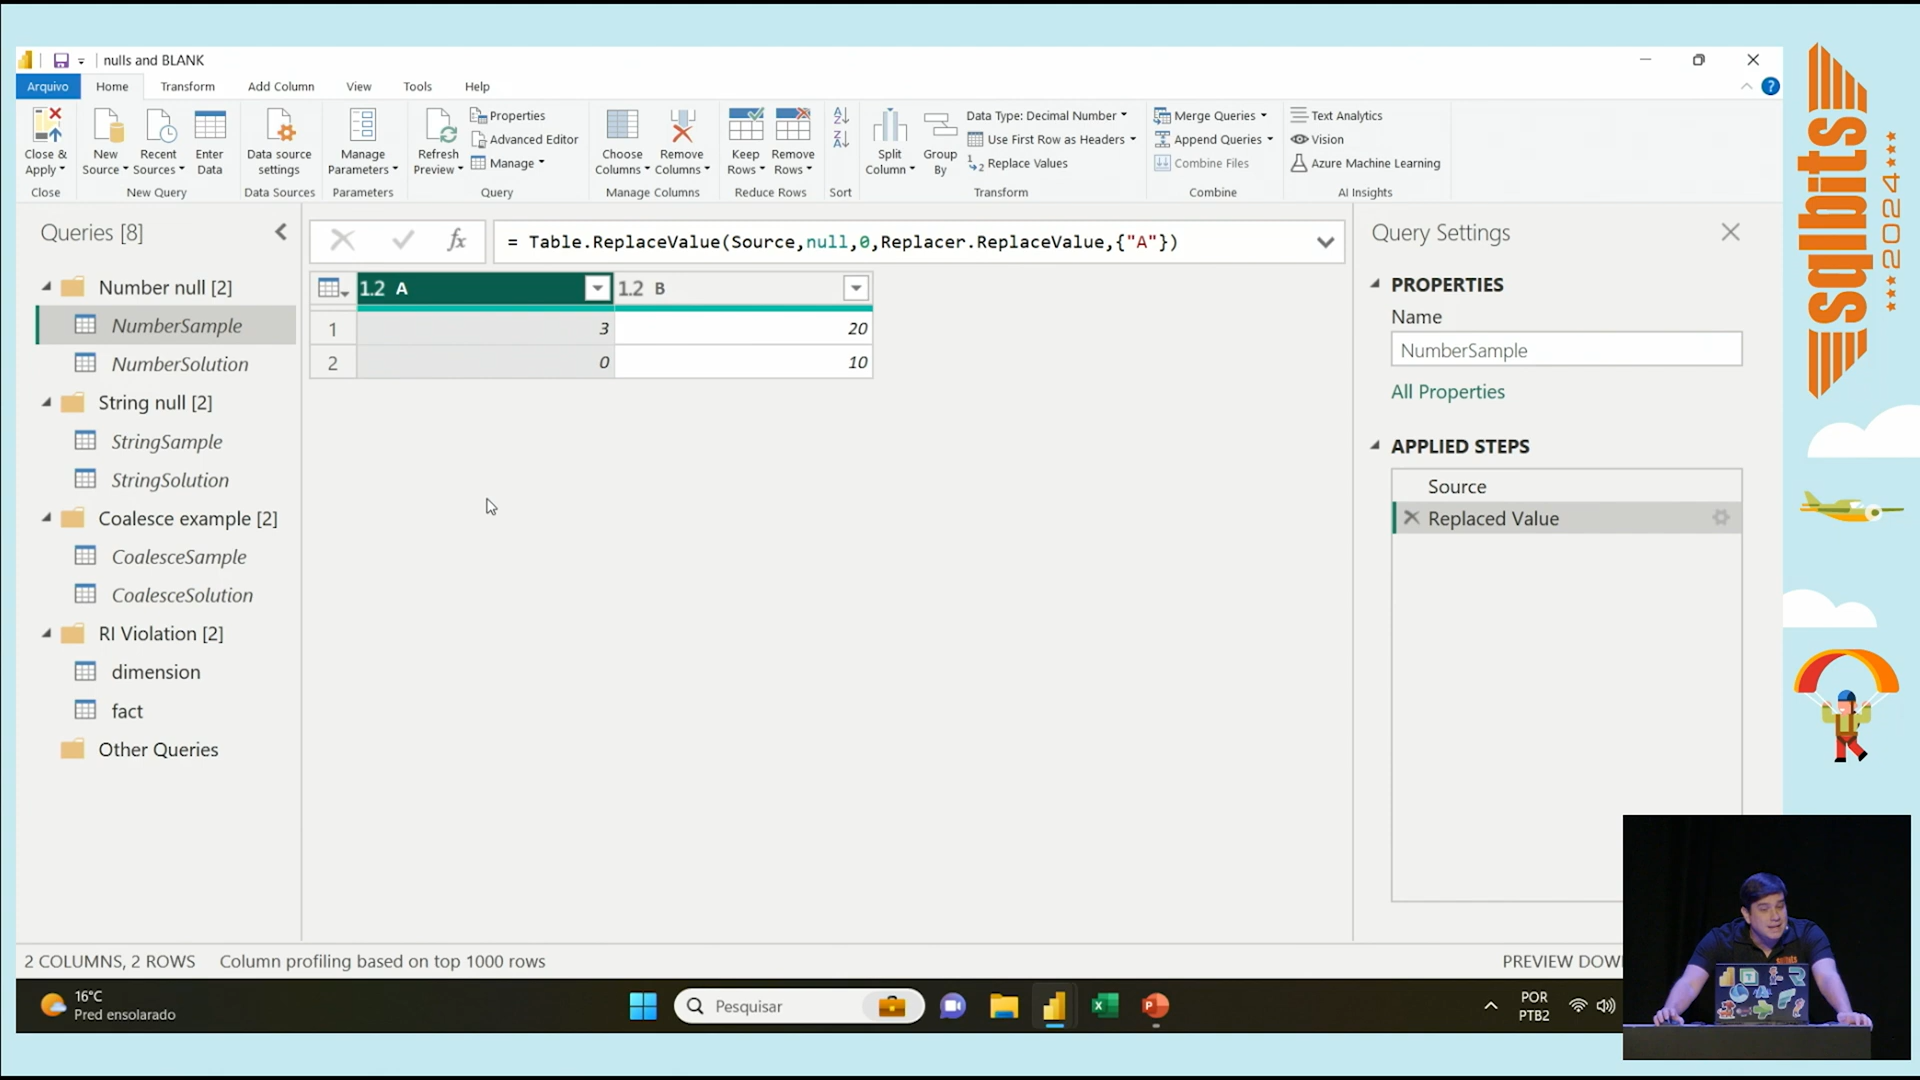 nulls and BLANK
Arquivo Home Transform Add Column View Tools Help
Close & Apply
Close
New Source
Recent Sources
Enter Data
New Query
Data source settings
Data Sources
Manage Parameters
Parameters
Refresh Preview
Properties
Advanced Editor
Manage
Query
Choose Columns
Remove Columns
Manage Columns
Keep Rows
Remove Rows
Reduce Rows
Sort
Split Column
Group By
Data Type: Decimal Number
Use First Row as Headers
Replace Values
Transform
Merge Queries
Append Queries
Combine Files
Combine
Text Analytics
Vision
Azure Machine Learning
AI Insights
Queries [8]
Number null [2]
NumberSample
NumberSolution
String null [2]
StringSample
StringSolution
Coalesce example [2]
CoalesceSample
CoalesceSolution
RI Violation [2]
dimension
fact
Other Queries
fx
= Table.ReplaceValue(Source,null,0,Replacer.ReplaceValue,{"A"})
1.2 A 1.2 B
1 3 20
2 0 10
Query Settings
PROPERTIES
Name
NumberSample
All Properties
APPLIED STEPS
Source
Replaced Value
2 COLUMNS, 2 ROWS Column profiling based on top 1000 rows
PREVIEW DOW
16°C
Pred ensolarado
Pesquisar
POR
PTB2
sqlbits
2024